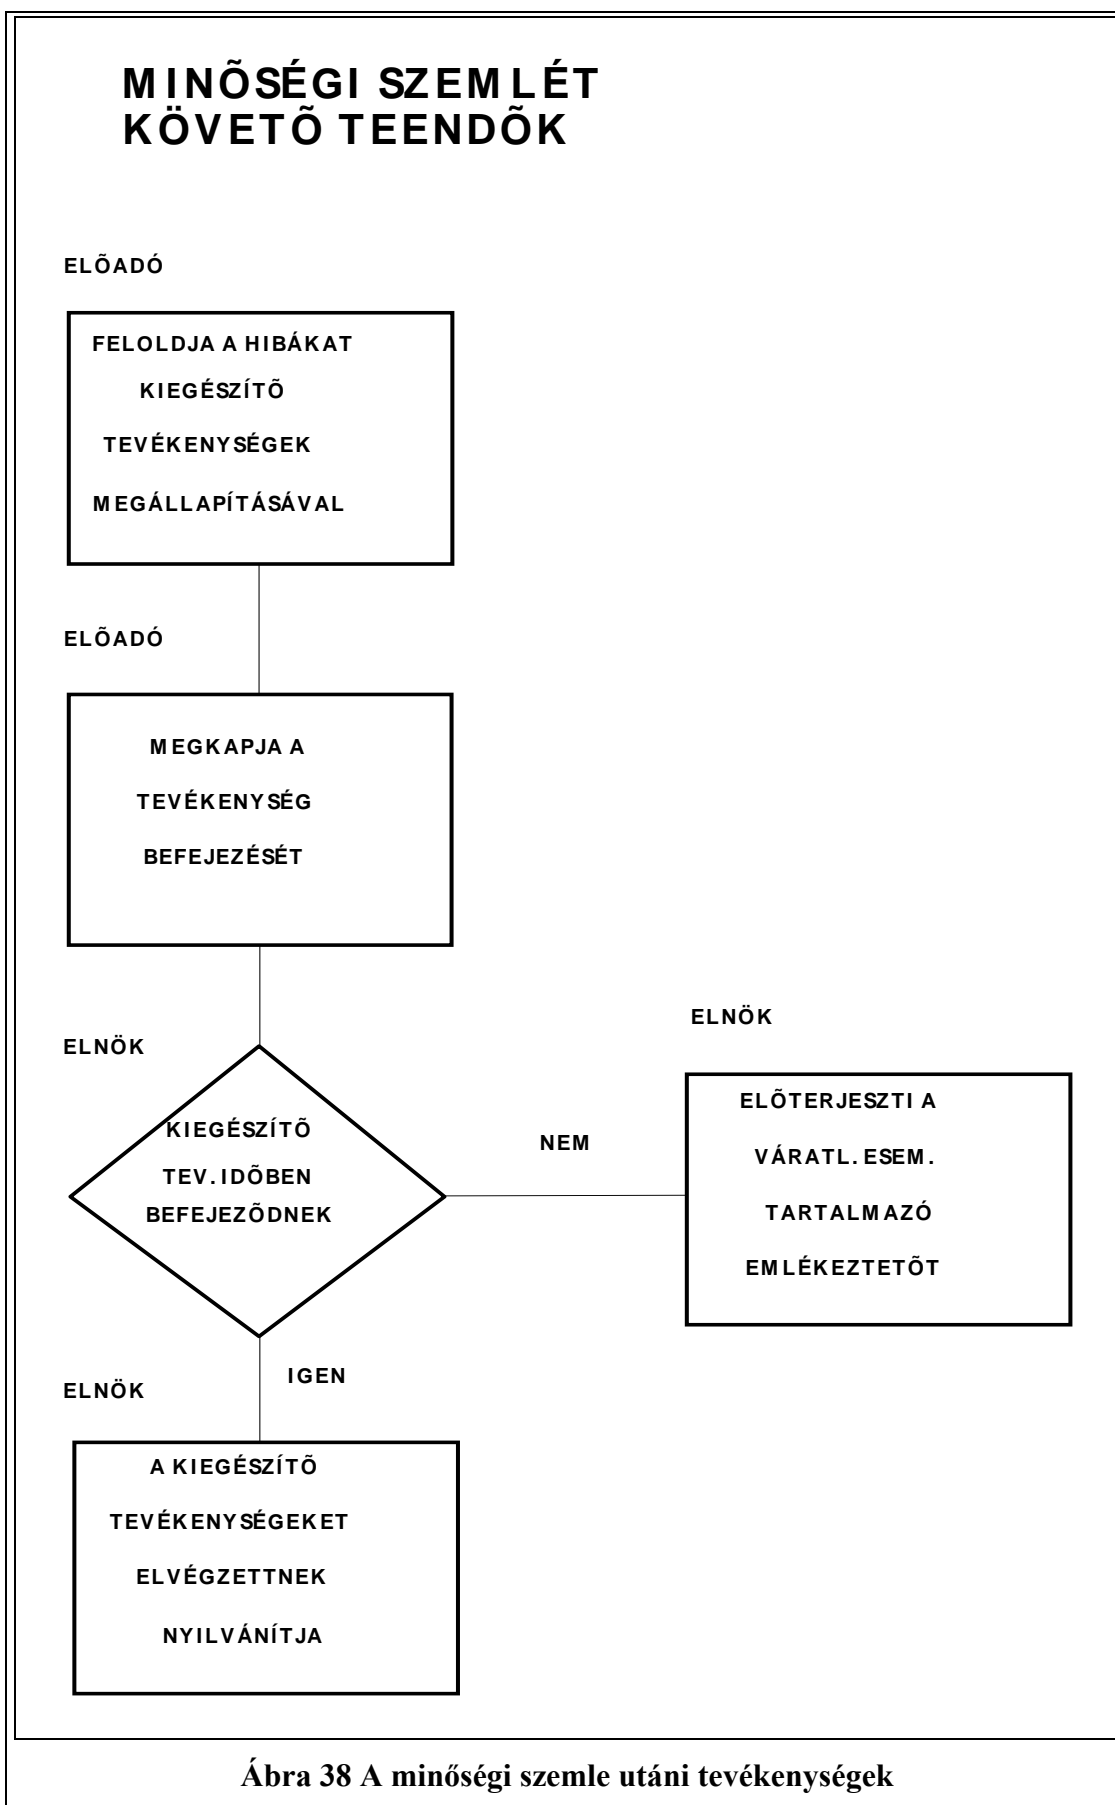 MINÕSÉGI SZEMLÉT
KÖVETÕ TEENDÕK
ELÕADÓ
FELOLDJA A HIBÁKAT
KIEGÉSZÍTÕ
TEVÉKENYSÉGEK
MEGÁLLAPÍTÁSÁVAL
ELÕADÓ
MEGKAPJA A
TEVÉKENYSÉG
BEFEJEZÉSÉT
ELNÖK
KIEGÉSZÍTÕ
TEV. IDÕBEN
BEFEJEZÕDNEK
NEM
ELNÖK
ELÕTERJESZTI A
VÁRATL. ESEM.
TARTALMAZÓ
EMLÉKEZTETÕT
IGEN
ELNÖK
A KIEGÉSZÍTÕ
TEVÉKENYSÉGEKET
ELVÉGZETTNEK
NYILVÁNÍTJA
Ábra 38 A minőségi szemle utáni tevékenységek